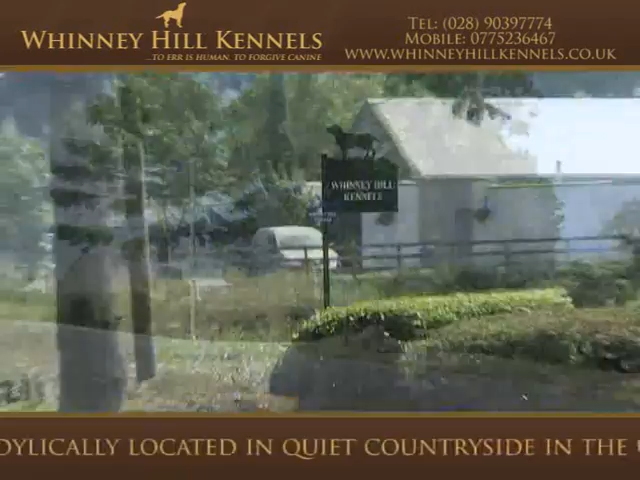 WHINNEY HILL KENNELS
...TO ERR IS HUMAN, TO FORGIVE CANINE
TEL: (028) 90397774
MOBILE: 0775236467
WWW.WHINNEYHILLKENNELS.CO.UK
WHINNEY HILL
KENNELS
DYLICALLY LOCATED IN QUIET COUNTRYSIDE IN THE